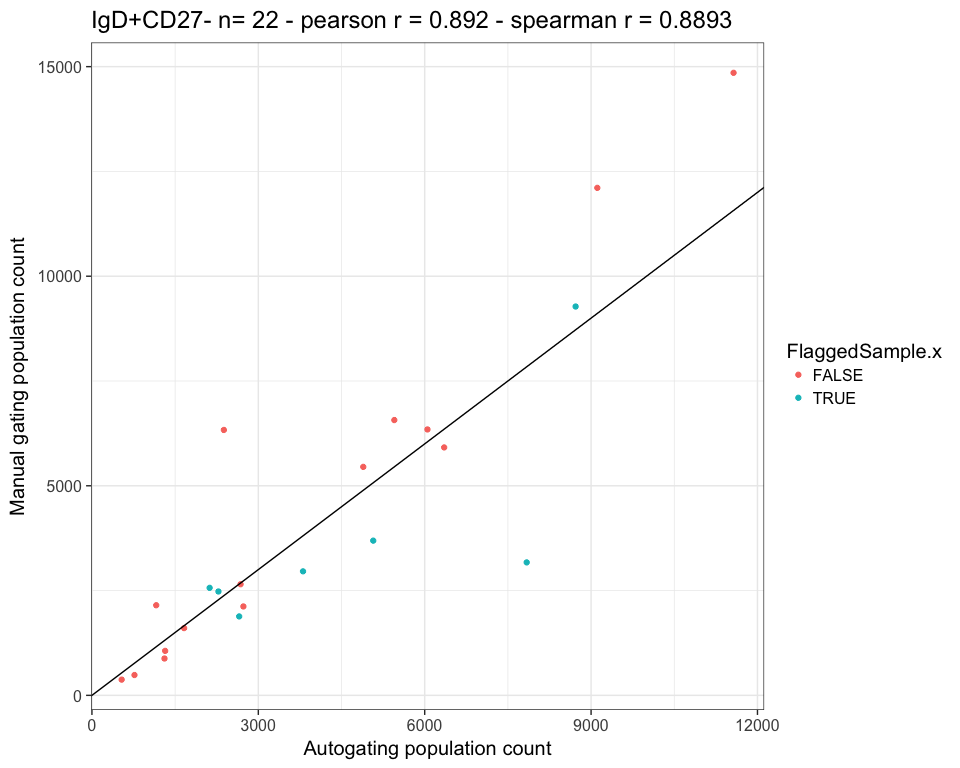 IgD+CD27- n= 22 - pearson r = 0.892 - spearman r = 0.8893
Manual gating population count
15000
10000
5000
0
0 3000 6000 9000 12000
Autogating population count
FlaggedSample.x
FALSE
TRUE